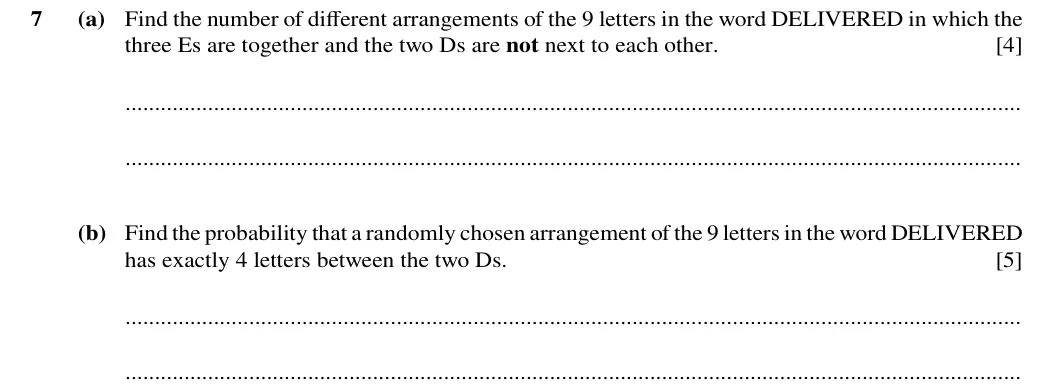 7 (a) Find the number of different arrangements of the 9 letters in the word DELIVERED in which the
three Es are together and the two Ds are not next to each other. [4]
(b) Find the probability that a randomly chosen arrangement of the 9 letters in the word DELIVERED
has exactly 4 letters between the two Ds. [5]